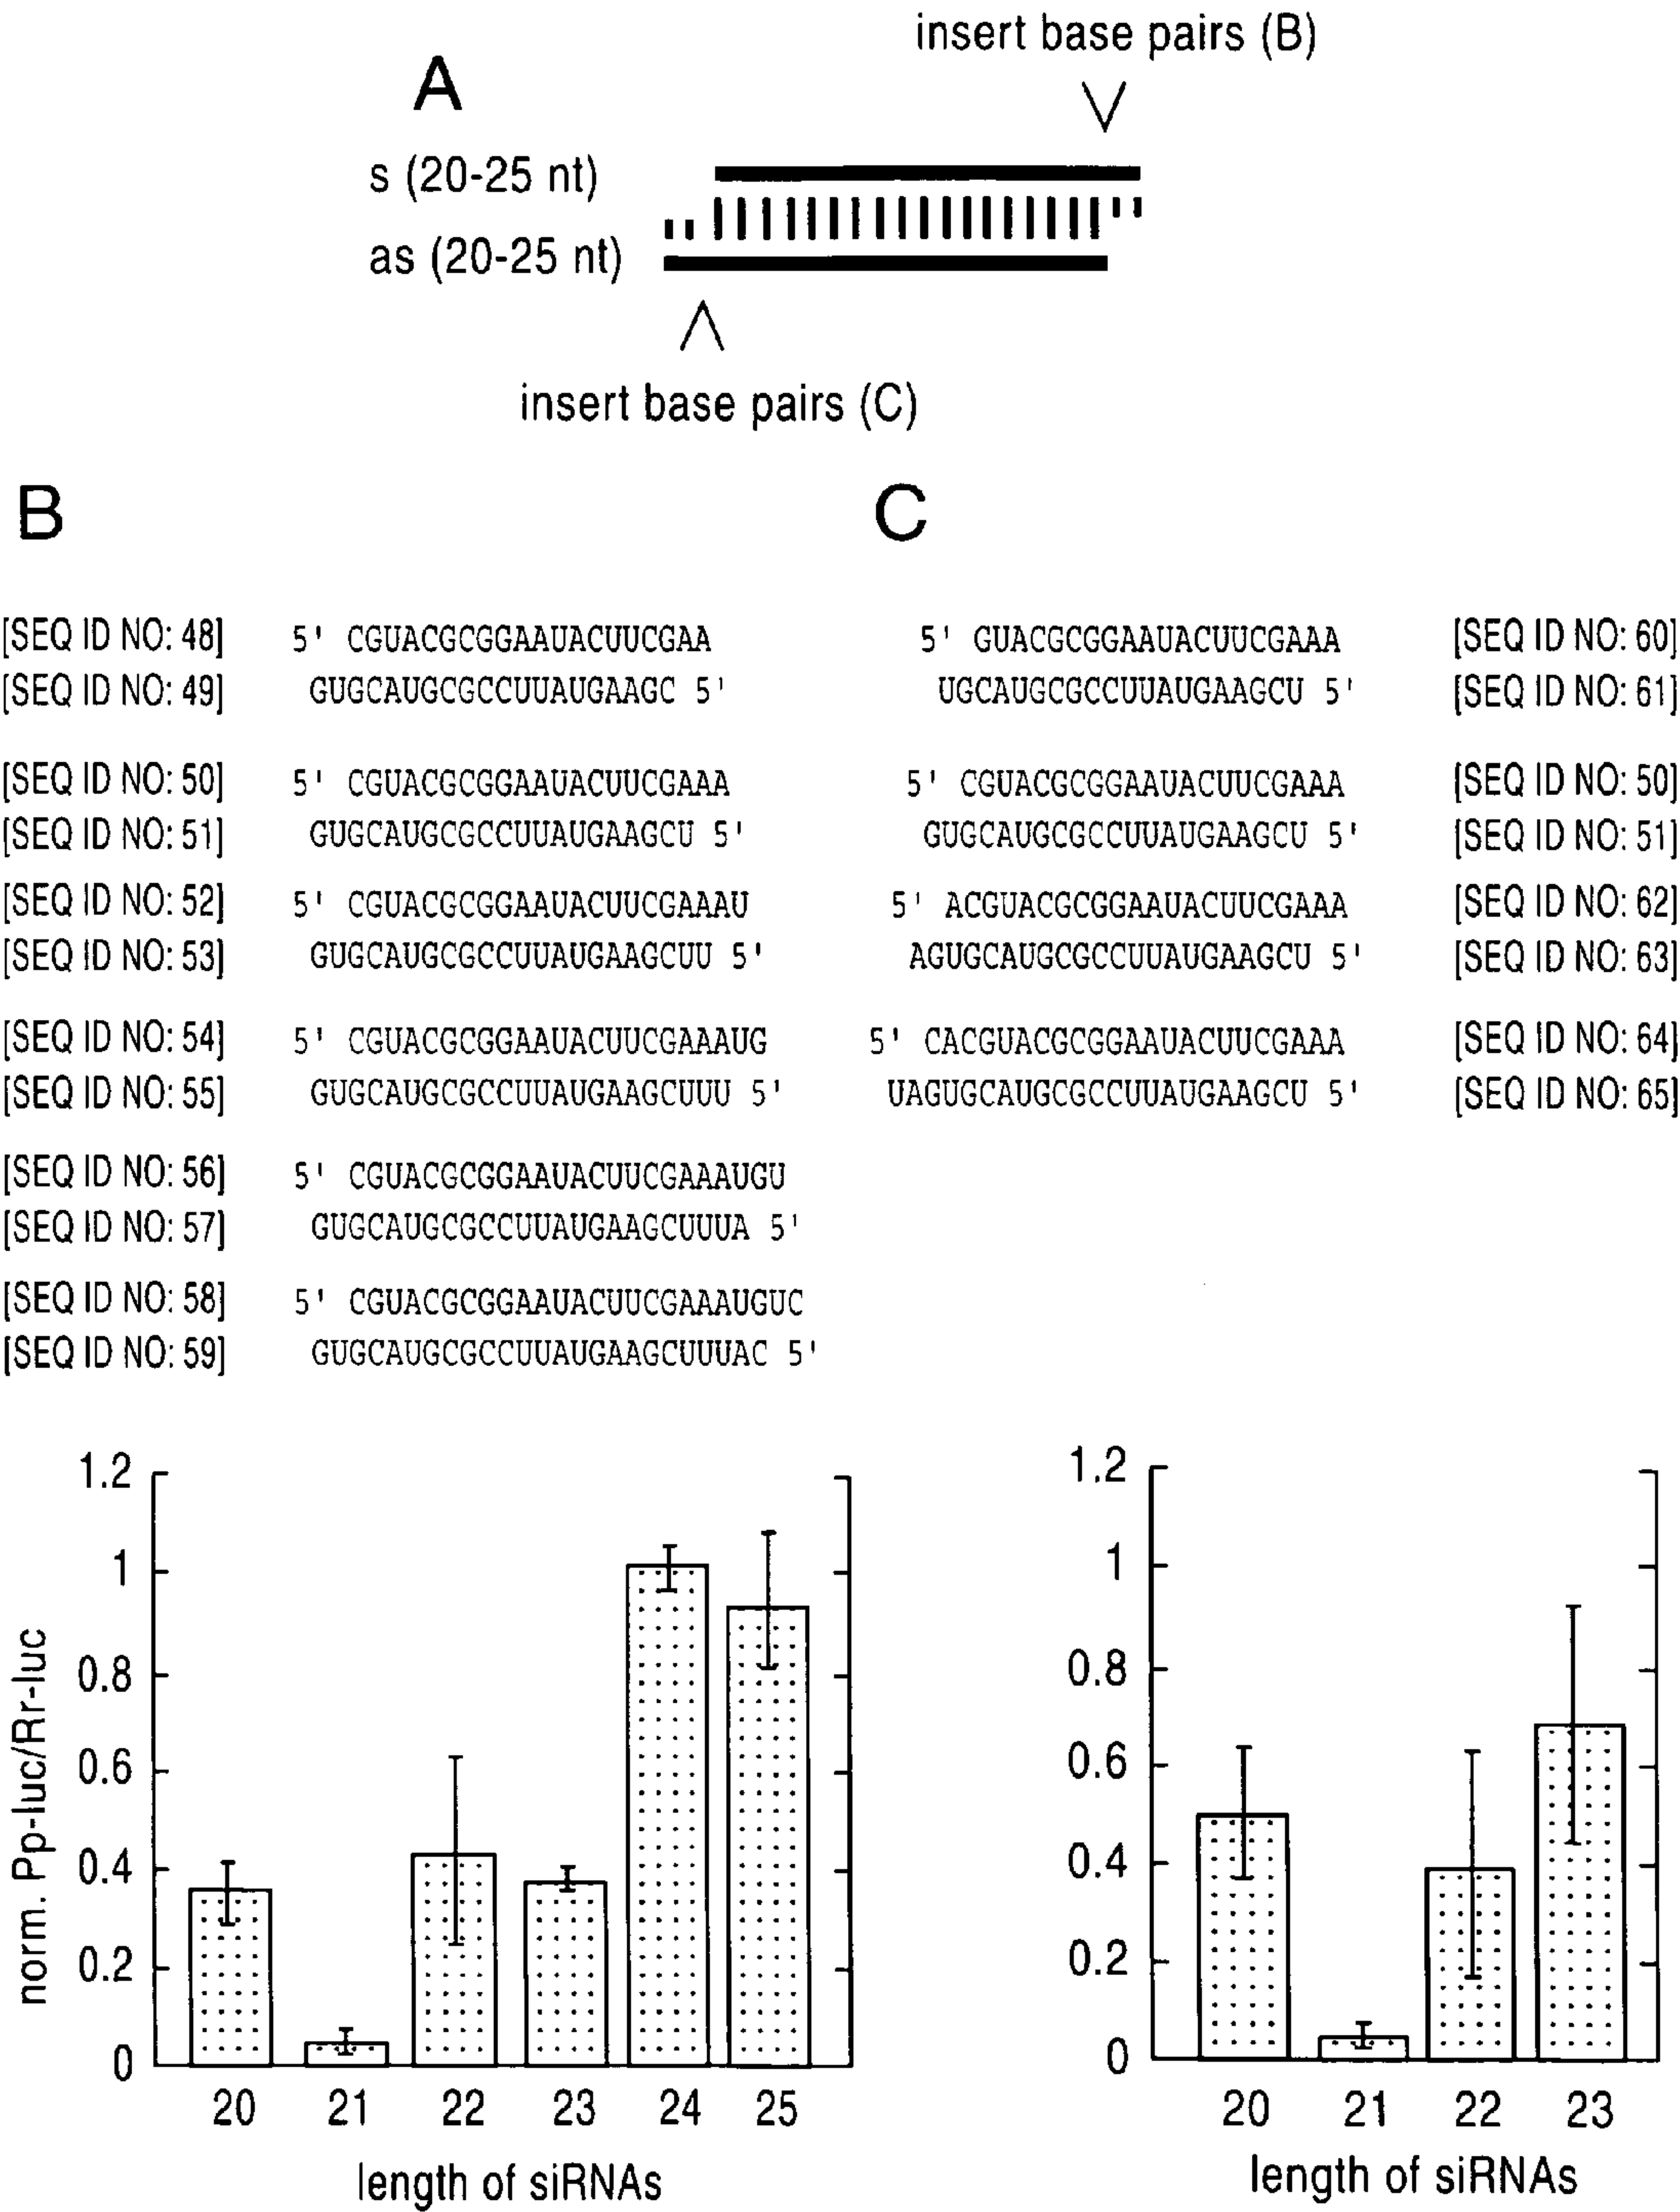 insert base pairs (B)
A
s (20-25 nt)
as (20-25 nt)
insert base pairs (C)
B
[SEQ ID NO: 48] 5' CGUACGCGGAAUACUUCGAA
[SEQ ID NO: 49] GUGCAUGCGCCUUAUGAAGC 5'
[SEQ ID NO: 50] 5' CGUACGCGGAAUACUUCGAAA
[SEQ ID NO: 51] GUGCAUGCGCCUUAUGAAGCU 5'
[SEQ ID NO: 52] 5' CGUACGCGGAAUACUUCGAAAU
[SEQ ID NO: 53] GUGCAUGCGCCUUAUGAAGCUU 5'
[SEQ ID NO: 54] 5' CGUACGCGGAAUACUUCGAAAUG
[SEQ ID NO: 55] GUGCAUGCGCCUUAUGAAGCUUU 5'
[SEQ ID NO: 56] 5' CGUACGCGGAAUACUUCGAAAUGU
[SEQ ID NO: 57] GUGCAUGCGCCUUAUGAAGCUUUA 5'
[SEQ ID NO: 58] 5' CGUACGCGGAAUACUUCGAAAUGUC
[SEQ ID NO: 59] GUGCAUGCGCCUUAUGAAGCUUUAC 5'
C
5' GUACGCGGAAUACUUCGAAA [SEQ ID NO: 60]
UGCAUGCGCCUUAUGAAGCU 5' [SEQ ID NO: 61]
5' CGUACGCGGAAUACUUCGAAA [SEQ ID NO: 50]
GUGCAUGCGCCUUAUGAAGCU 5' [SEQ ID NO: 51]
5' ACGUACGCGGAAUACUUCGAAA [SEQ ID NO: 62]
AGUGCAUGCGCCUUAUGAAGCU 5' [SEQ ID NO: 63]
5' CACGUACGCGGAAUACUUCGAAA [SEQ ID NO: 64]
UAGUGCAUGCGCCUUAUGAAGCU 5' [SEQ ID NO: 65]
norm. Pp-luc/Rr-luc
1.2
1
0.8
0.6
0.4
0.2
0
20 21 22 23 24 25
length of siRNAs
1.2
1
0.8
0.6
0.4
0.2
0
20 21 22 23
length of siRNAs